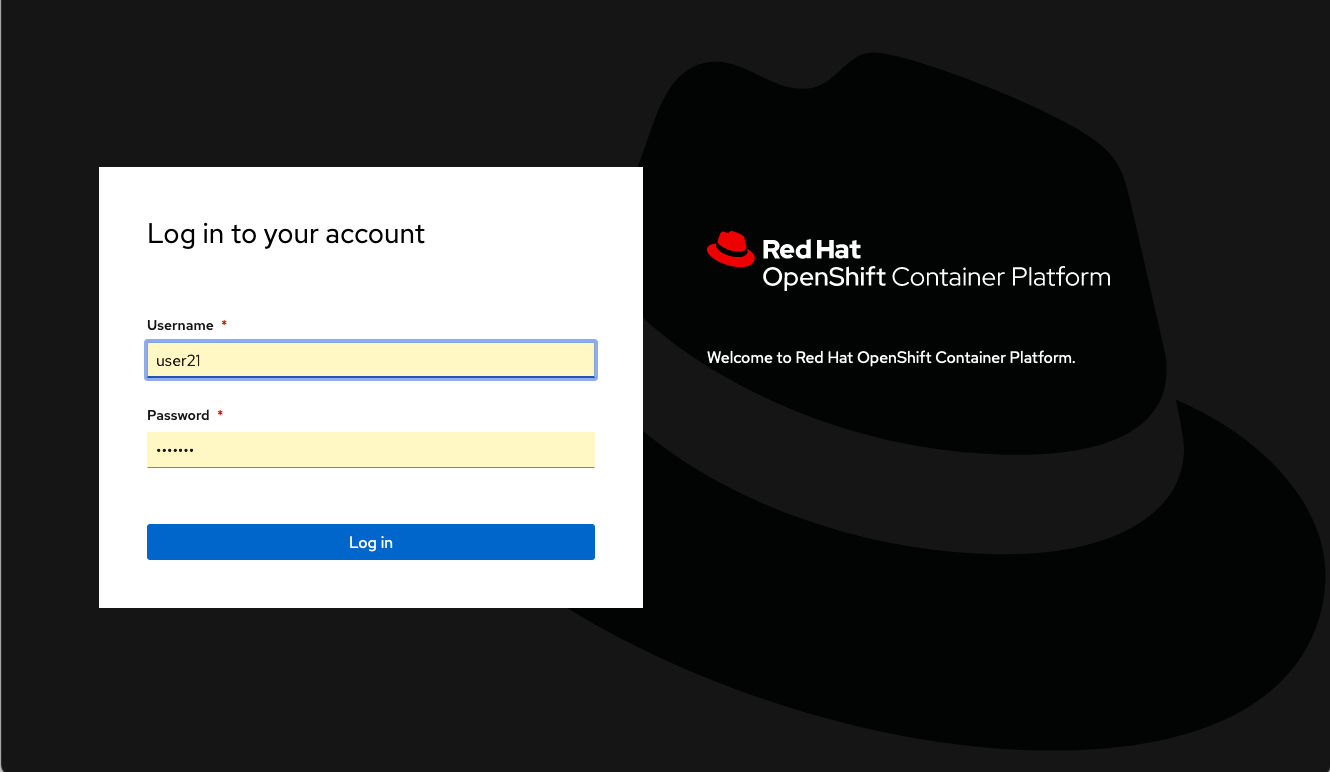 Log in to your account
Username *
user21
Password *
•••••••
Log in
Red Hat
OpenShift Container Platform
Welcome to Red Hat OpenShift Container Platform.